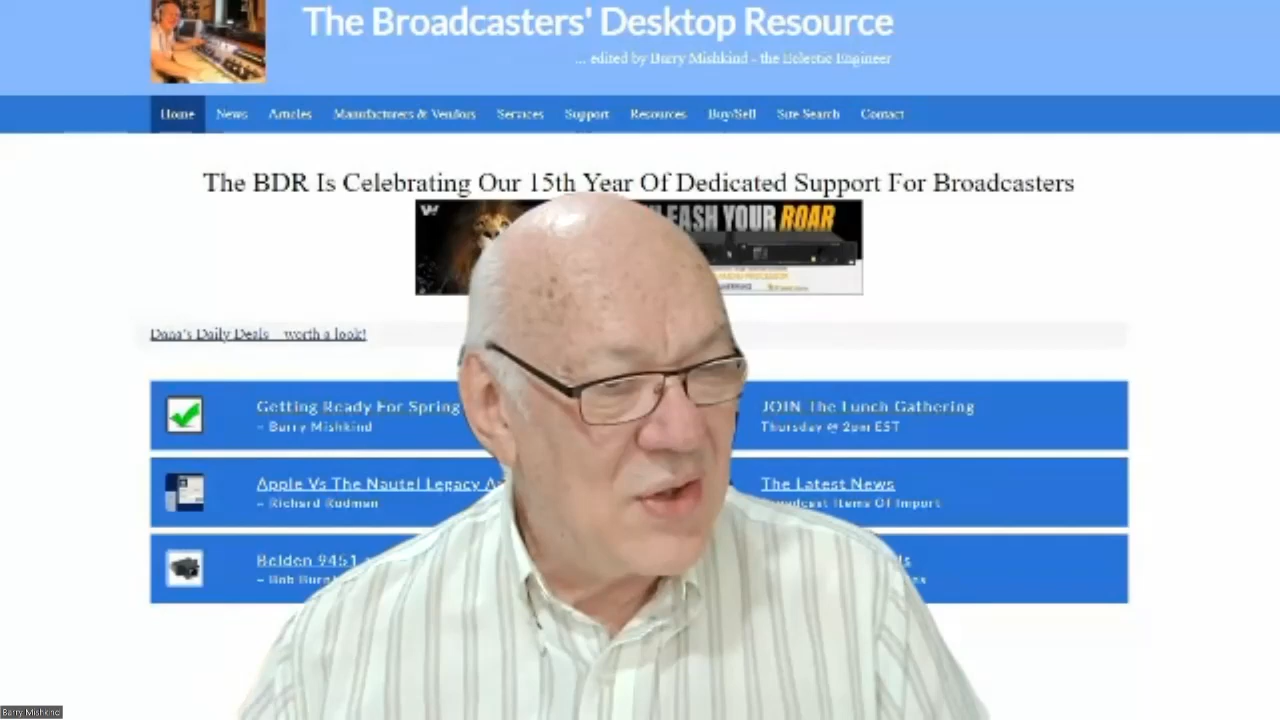 The Broadcasters' Desktop Resource
... edited by Barry Mishkind - the Eclectic Engineer
Home News Articles Manufacturers & Vendors Services Support Resources Buy/Sell Site Search Contact
The BDR Is Celebrating Our 15th Year Of Dedicated Support For Broadcasters
YOUR ROAR
Dana's Daily Deals – worth a look!
Getting Ready For Spring
– Barry Mishkind
JOIN The Lunch Gathering
Thursday @ 2pm EST
Apple Vs The Nautel Legacy
– Richard Rudman
The Latest News
Items Of Import
Belden 9451
– Bob
Barry Mishkind